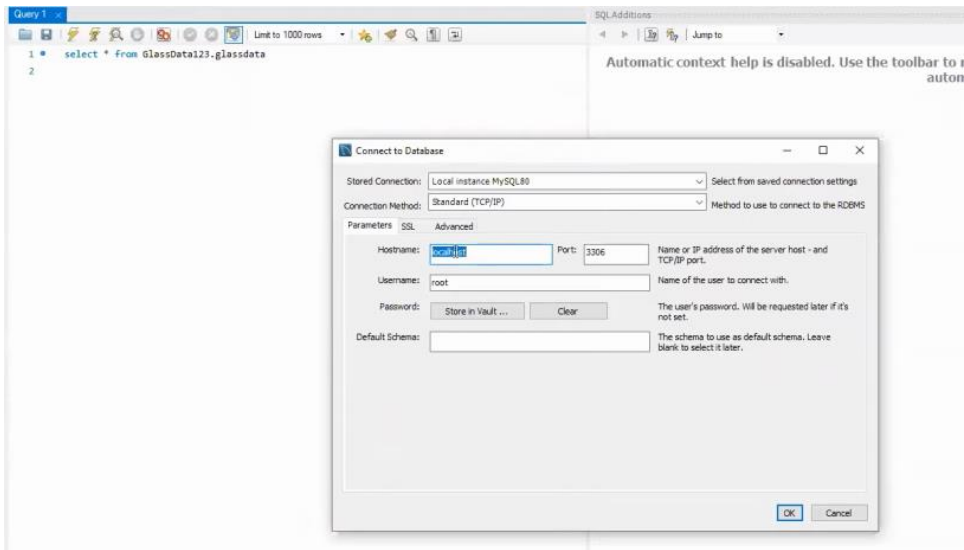 Query 1
SQLAdditions
Limit to 1000 rows
Jump to
1 select * from GlassData123.glassdata
2
Automatic context help is disabled. Use the toolbar to
autom
Connect to Database
Stored Connection: Local instance MySQL80 Select from saved connection settings
Connection Method: Standard (TCP/IP) Method to use to connect to the RDBMS
Parameters SSL Advanced
Hostname: Port: 3306 Name or IP address of the server host - and
TCP/IP port.
Username: root Name of the user to connect with.
Password: Store in Vault ... Clear The user's password. Will be requested later if it's
not set.
Default Schema: The schema to use as default schema. Leave
blank to select it later.
OK Cancel